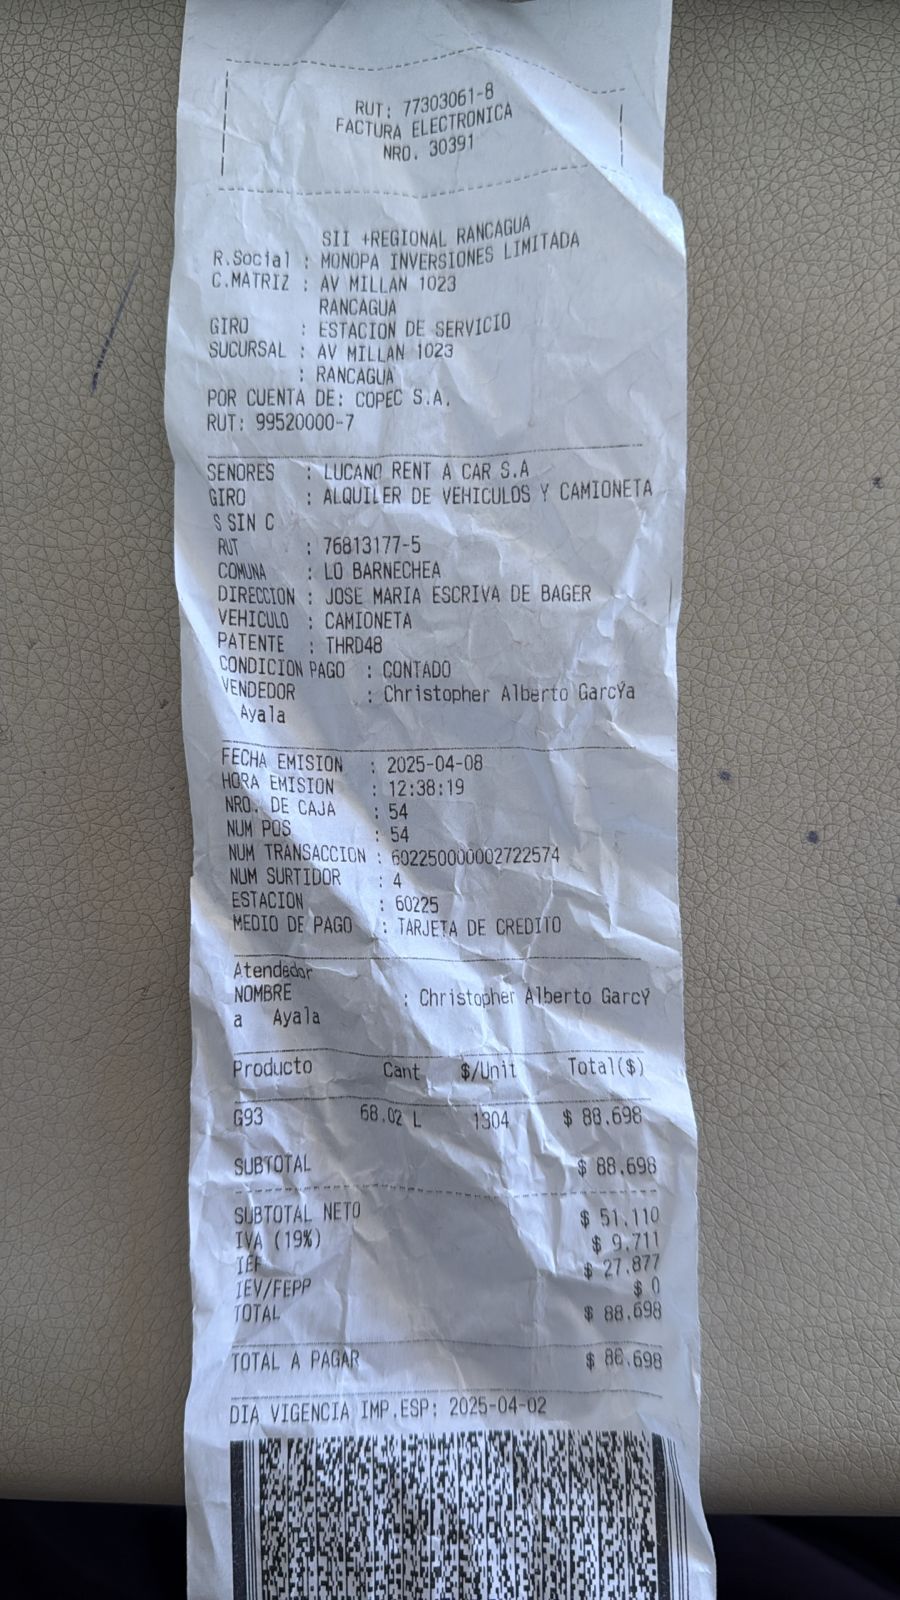 RUT: 77303061-8
FACTURA ELECTRONICA
NRO. 30391
SII +REGIONAL RANCAGUA
R.Social : MONOPA INVERSIONES LIMITADA
C.MATRIZ : AV MILLAN 1023
RANCAGUA
GIRO : ESTACION DE SERVICIO
SUCURSAL : AV MILLAN 1023
: RANCAGUA
POR CUENTA DE: COPEC S.A.
RUT: 99520000-7
SENORES : LUCANO RENT A CAR S.A
GIRO : ALQUILER DE VEHICULOS Y CAMIONETA
S SIN C
RUT : 76813177-5
COMUNA : LO BARNECHEA
DIRECCION : JOSE MARIA ESCRIVA DE BAGER
VEHICULO : CAMIONETA
PATENTE : THRD48
CONDICION PAGO : CONTADO
VENDEDOR : Christopher Alberto GarcÝa
Ayala
FECHA EMISION : 2025-04-08
HORA EMISION : 12:38:19
NRO. DE CAJA : 54
NUM POS : 54
NUM TRANSACCION : 602250000002722574
NUM SURTIDOR : 4
ESTACION : 60225
MEDIO DE PAGO : TARJETA DE CREDITO
Atendedor
NOMBRE : Christopher Alberto GarcÝ
a Ayala
Producto Cant $/Unit Total($)
G93 68.02 L 1304 $ 88.698
SUBTOTAL $ 88.698
SUBTOTAL NETO $ 51.110
IVA (19%) $ 9.711
IEF $ 27.877
IEV/FEPP $ 0
TOTAL $ 88.698
TOTAL A PAGAR $ 88.698
DIA VIGENCIA IMP.ESP: 2025-04-02